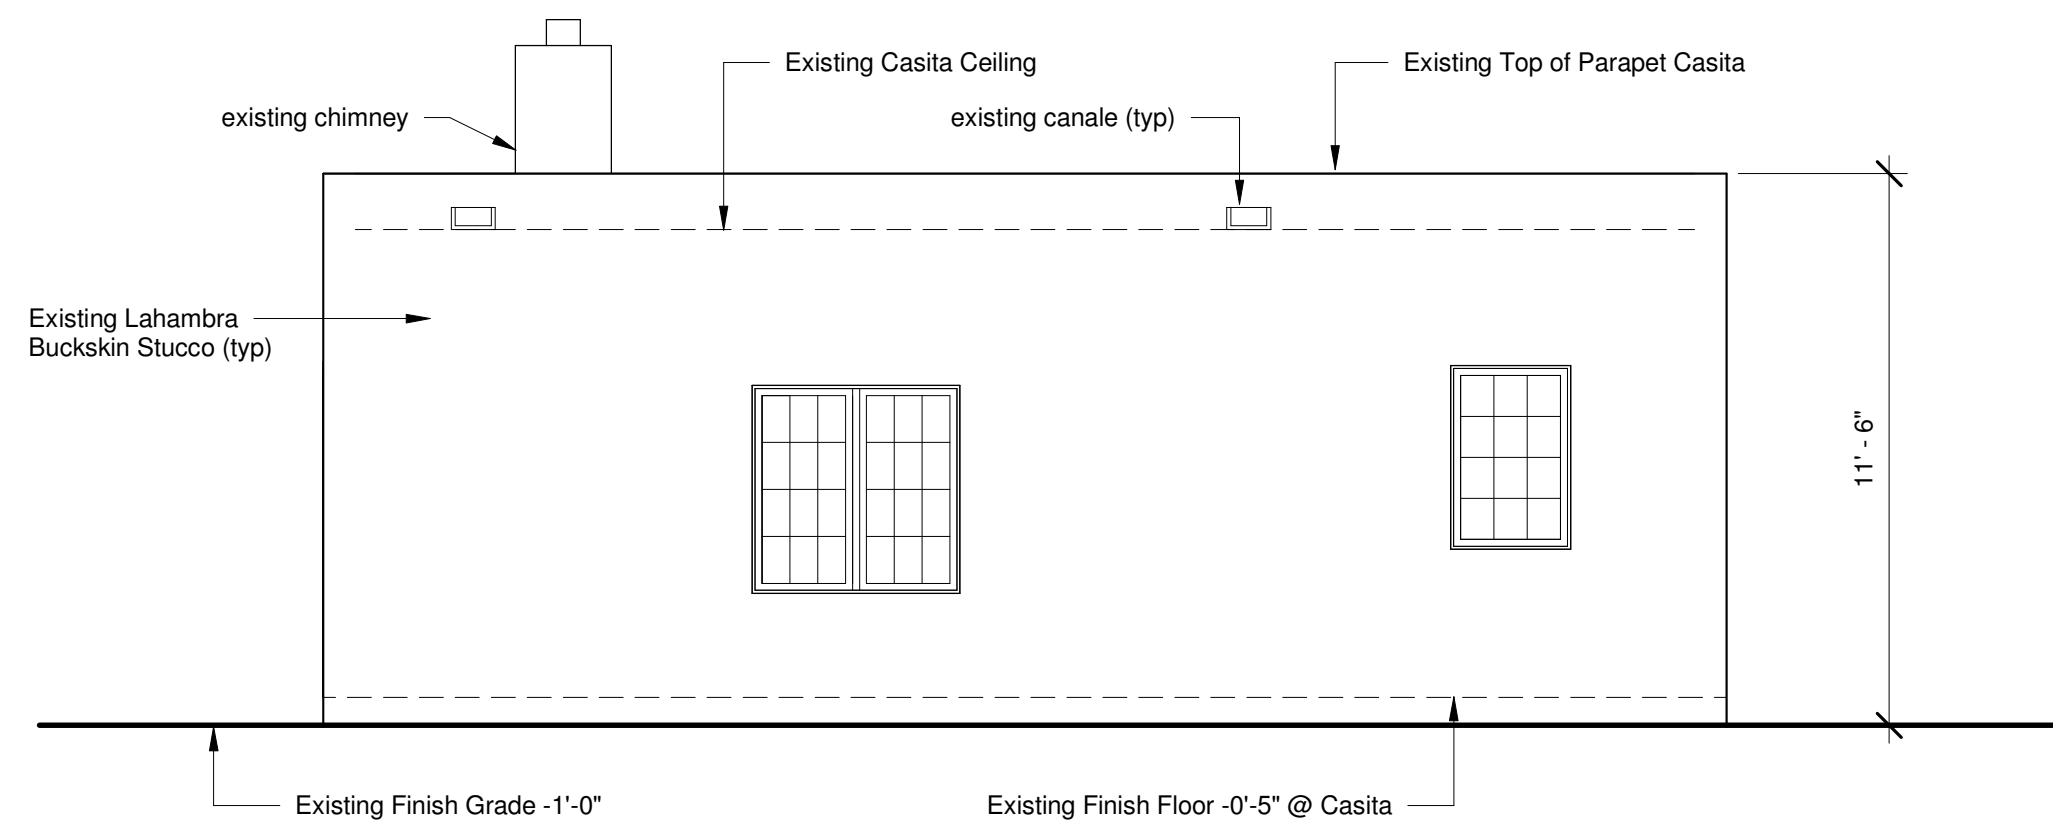 Existing Casita Ceiling
Existing Top of Parapet Casita
existing chimney
existing canale (typ)
Existing Lahambra
Buckskin Stucco (typ)
11' - 6"
Existing Finish Grade -1'-0"
Existing Finish Floor -0'-5" @ Casita